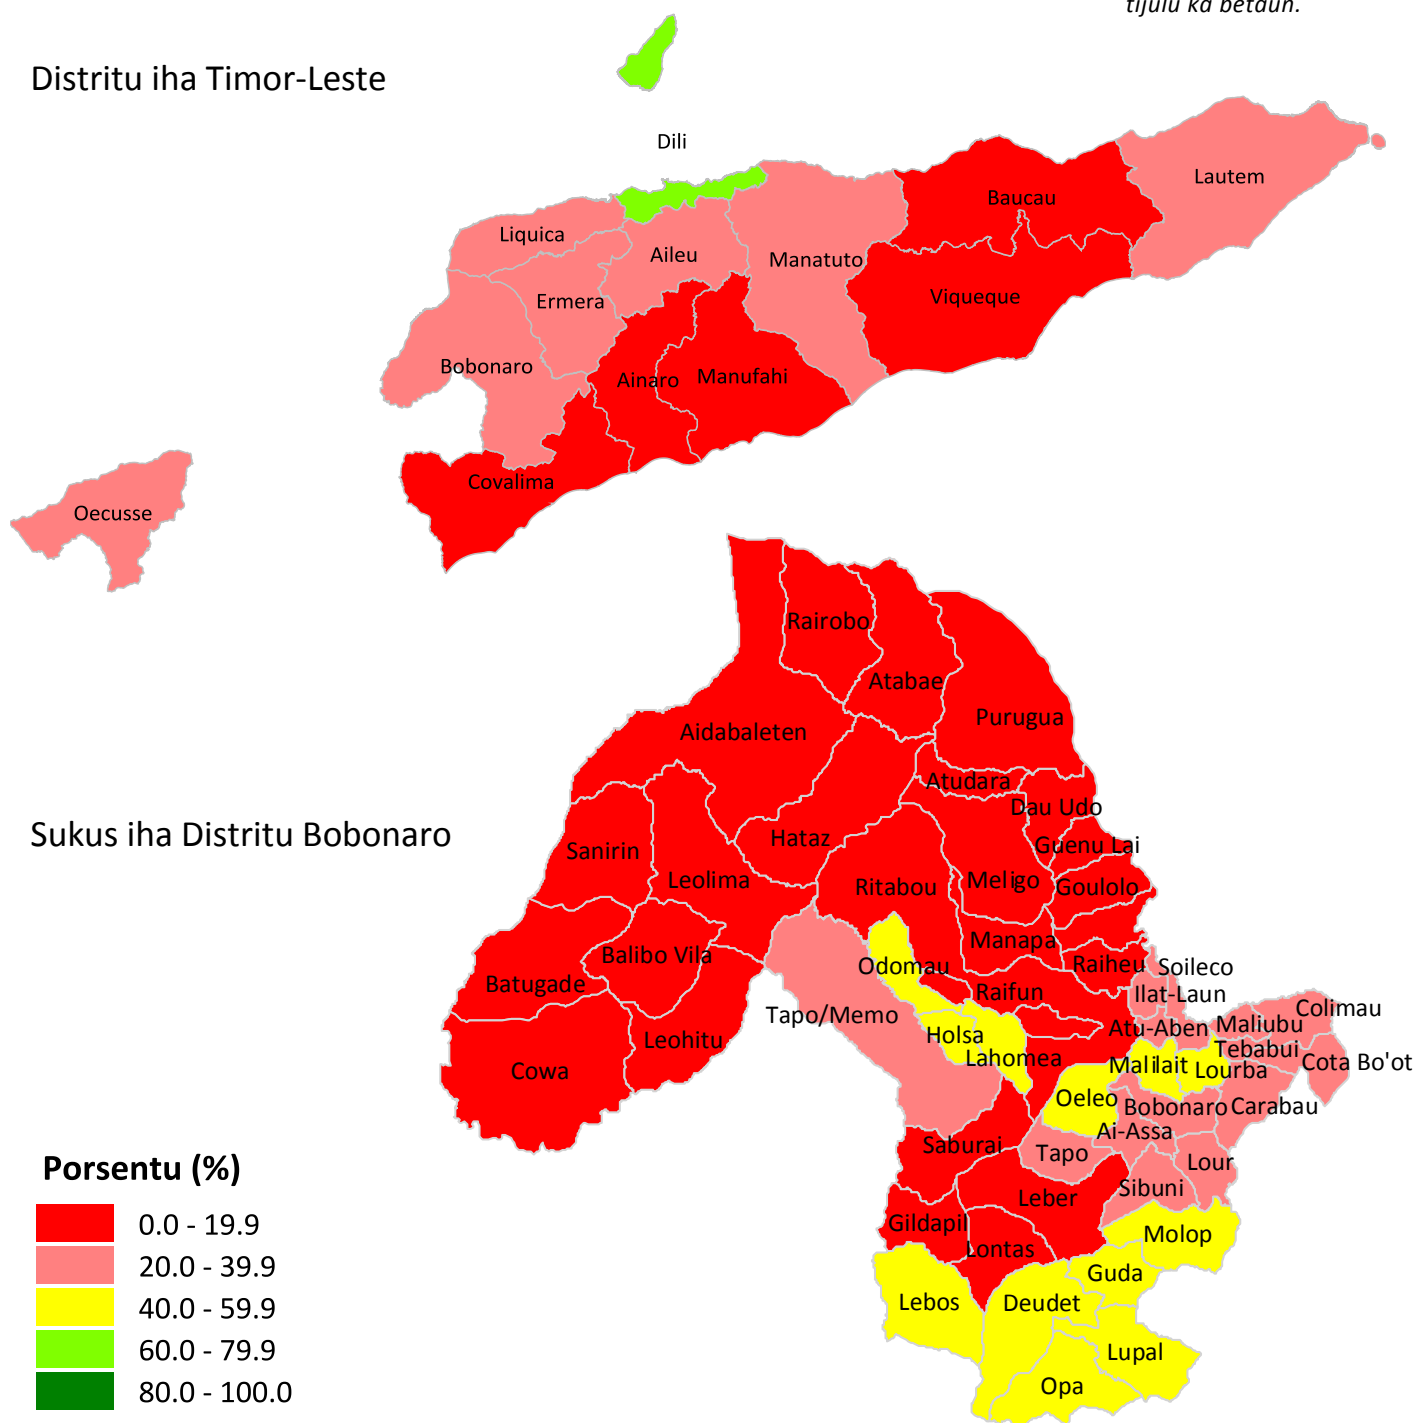 tijulu ka betaun.
Distritu iha Timor-Leste
Dili
Lautem
Baucau
Liquica
Aileu
Manatuto
Viqueque
Ermera
Bobonaro
Ainaro
Manufahi
Covalima
Oecusse
Rairobo
Atabae
Purugua
Aidabaleten
Atudara
Dau Udo
Sukus iha Distritu Bobonaro
Hataz
Guenu Lai
Sanirin
Leolima
Ritabou
Meligo
Goulolo
Manapa
Balibo Vila
Odomau
Raiheu
Soileco
Batugade
Raifun
Ilat-Laun
Tapo/Memo
Colimau
Leohitu
Holsa
Atu-Aben
Maliubu
Lahomea
Tebabui
Cota Bo'ot
Cowa
Malilait
Lourba
Oeleo
Bobonaro
Carabau
Ai-Assa
Saburai
Tapo
Lour
Sibuni
Leber
Gildapil
Molop
Lontas
Guda
Lebos
Deudet
Lupal
Opa
Porsentu (%)
0.0 - 19.9
20.0 - 39.9
40.0 - 59.9
60.0 - 79.9
80.0 - 100.0